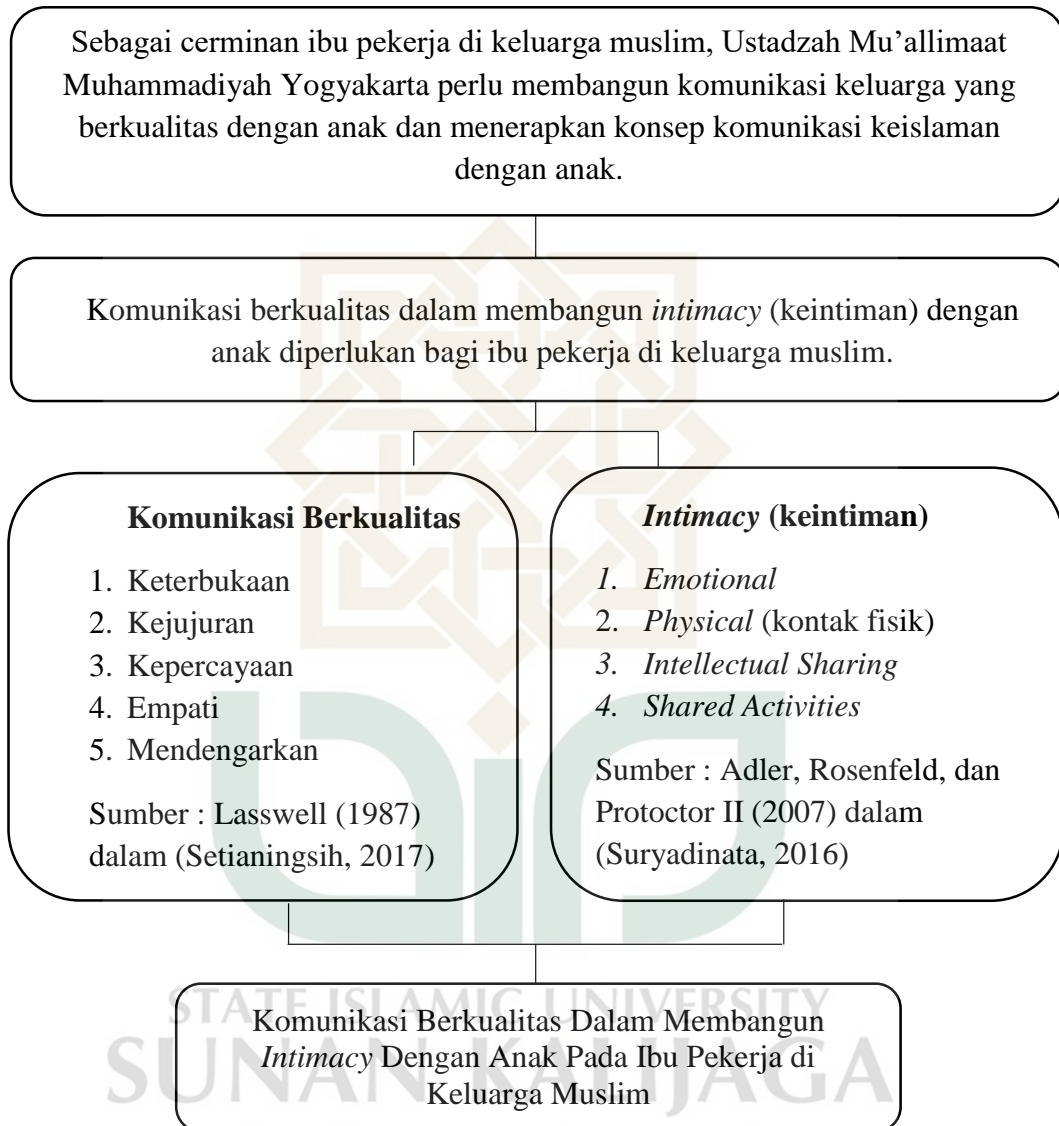 Sebagai cerminan ibu pekerja di keluarga muslim, Ustadzah Mu’allimaat
Muhammadiyah Yogyakarta perlu membangun komunikasi keluarga yang
berkualitas dengan anak dan menerapkan konsep komunikasi keislaman
dengan anak.
Komunikasi berkualitas dalam membangun intimacy (keintiman) dengan
anak diperlukan bagi ibu pekerja di keluarga muslim.
Komunikasi Berkualitas
1. Keterbukaan
2. Kejujuran
3. Kepercayaan
4. Empati
5. Mendengarkan
Sumber : Lasswell (1987)
dalam (Setianingsih, 2017)
Intimacy (keintiman)
1. Emotional
2. Physical (kontak fisik)
3. Intellectual Sharing
4. Shared Activities
Sumber : Adler, Rosenfeld, dan
Protoctor II (2007) dalam
(Suryadinata, 2016)
Komunikasi Berkualitas Dalam Membangun
Intimacy Dengan Anak Pada Ibu Pekerja di
Keluarga Muslim
STATE ISLAMIC UNIVERSITY
SUNAN KALIJAGA